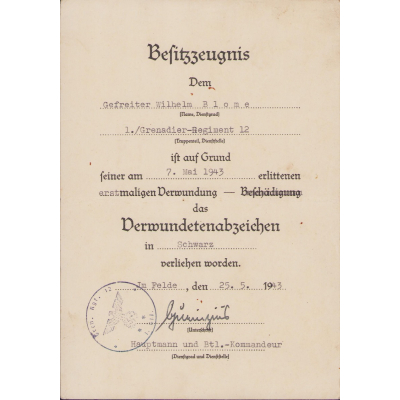 Besitzzeugnis
Dem
Gefreiter Wilhelm B l o m e
(Name, Dienstgrad)
1./Grenadier-Regiment 12
(Truppenteil, Dienststelle)
ist auf Grund
seiner am 7. Mai 1943 erlittenen
erstmaligen Verwundung — Beschädigung
das
Verwundetenabzeichen
in Schwarz
verliehen worden.
Im Felde, den 25. 5. 1943
(Unterschrift)
Hauptmann und Btl.-Kommandeur
(Dienstgrad und Dienststelle)